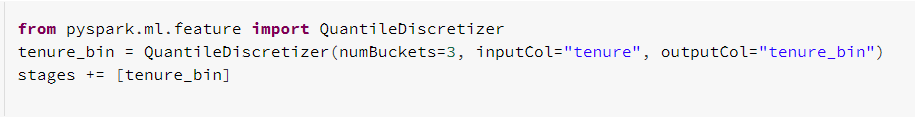 from pyspark.ml.feature import QuantileDiscretizer
tenure_bin = QuantileDiscretizer(numBuckets=3, inputCol="tenure", outputCol="tenure_bin")
stages += [tenure_bin]